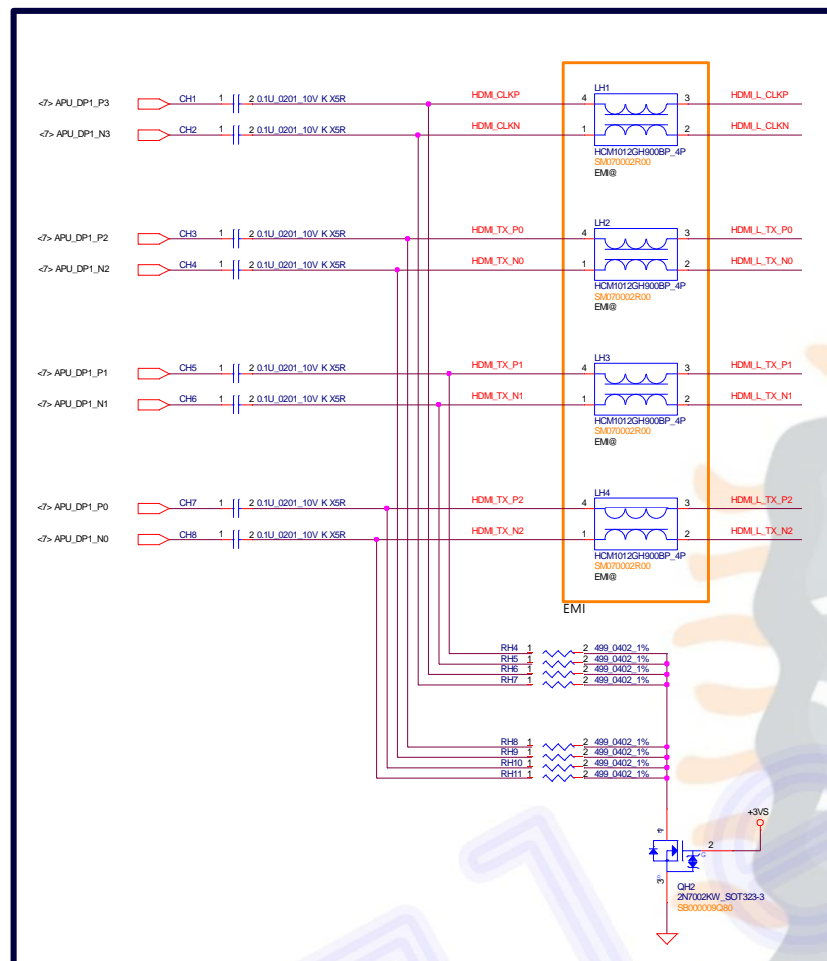 <7> APU_DP1_P3 CH1 1 2 0.1U_0201_10V K X5R HDMI_CLKP 4 LH1 3 HDMI_L_CLKP
<7> APU_DP1_N3 CH2 1 2 0.1U_0201_10V K X5R HDMI_CLKN 1 2 HDMI_L_CLKN
HCM1012GH900BP_4P
SM070002R00
EMI@
<7> APU_DP1_P2 CH3 1 2 0.1U_0201_10V K X5R HDMI_TX_P0 4 LH2 3 HDMI_L_TX_P0
<7> APU_DP1_N2 CH4 1 2 0.1U_0201_10V K X5R HDMI_TX_N0 1 2 HDMI_L_TX_N0
HCM1012GH900BP_4P
SM070002R00
EMI@
<7> APU_DP1_P1 CH5 1 2 0.1U_0201_10V K X5R HDMI_TX_P1 4 LH3 3 HDMI_L_TX_P1
<7> APU_DP1_N1 CH6 1 2 0.1U_0201_10V K X5R HDMI_TX_N1 1 2 HDMI_L_TX_N1
HCM1012GH900BP_4P
SM070002R00
EMI@
<7> APU_DP1_P0 CH7 1 2 0.1U_0201_10V K X5R HDMI_TX_P2 4 LH4 3 HDMI_L_TX_P2
<7> APU_DP1_N0 CH8 1 2 0.1U_0201_10V K X5R HDMI_TX_N2 1 2 HDMI_L_TX_N2
HCM1012GH900BP_4P
SM070002R00
EMI@
EMI
RH4 1 2 499_0402_1%
RH5 1 2 499_0402_1%
RH6 1 2 499_0402_1%
RH7 1 2 499_0402_1%
RH8 1 2 499_0402_1%
RH9 1 2 499_0402_1%
RH10 1 2 499_0402_1%
RH11 1 2 499_0402_1%
+3VS
1
2
G
3
QH2
2N7002KW_SOT323-3
SB000009Q80